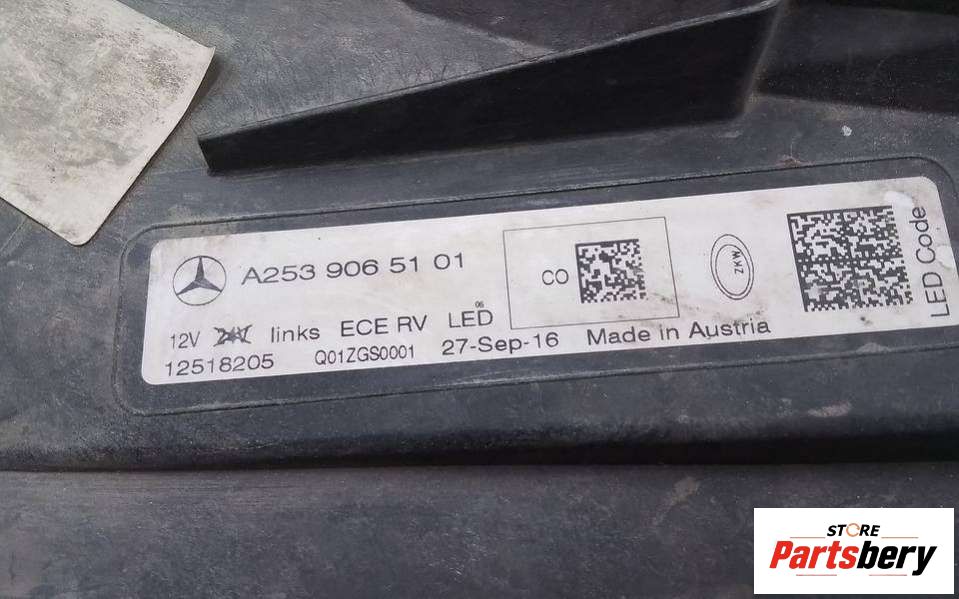 A253 906 51 01
CO
ZKW
LED Code
06
12V 24V links ECE RV LED
12518205 Q01ZGS0001 27-Sep-16 Made in Austria
STORE
Partsbery